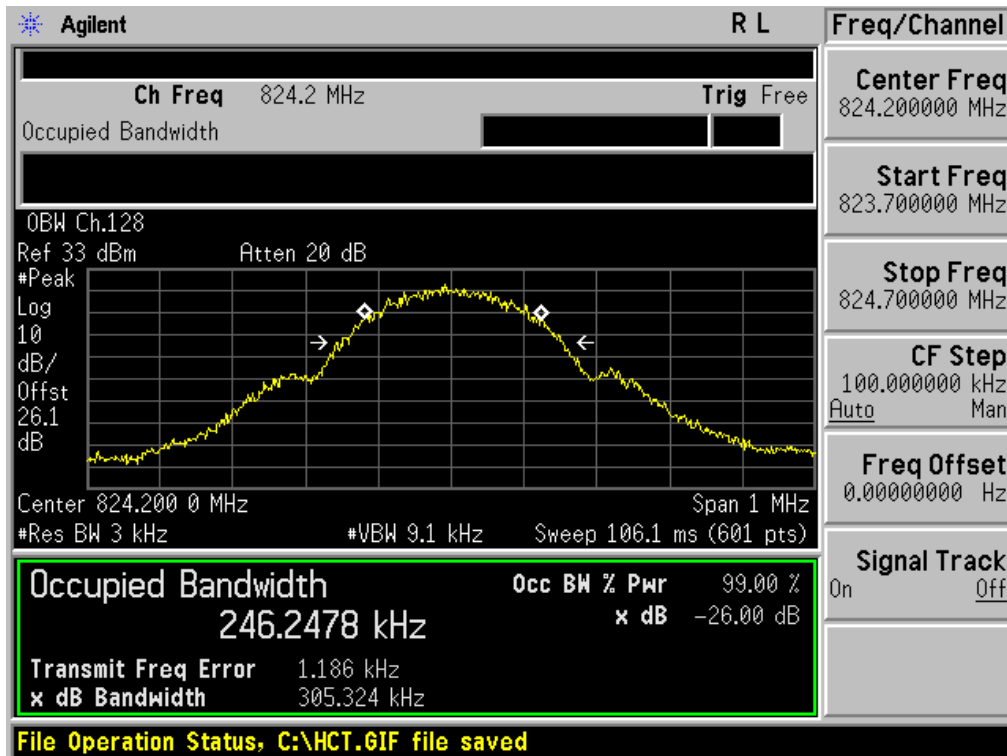 Agilent R L
Ch Freq 824.2 MHz Trig Free
Occupied Bandwidth
OBW Ch.128
Ref 33 dBm Atten 20 dB
#Peak
Log
10
dB/
Offst
26.1
dB
Center 824.200 0 MHz Span 1 MHz
#Res BW 3 kHz #VBW 9.1 kHz Sweep 106.1 ms (601 pts)
Occupied Bandwidth
246.2478 kHz
Occ BW % Pwr 99.00 %
x dB -26.00 dB
Transmit Freq Error 1.186 kHz
x dB Bandwidth 305.324 kHz
File Operation Status, C:\HCT.GIF file saved
Freq/Channel
Center Freq
824.200000 MHz
Start Freq
823.700000 MHz
Stop Freq
824.700000 MHz
CF Step
100.000000 kHz
Auto Man
Freq Offset
0.00000000 Hz
Signal Track
On Off